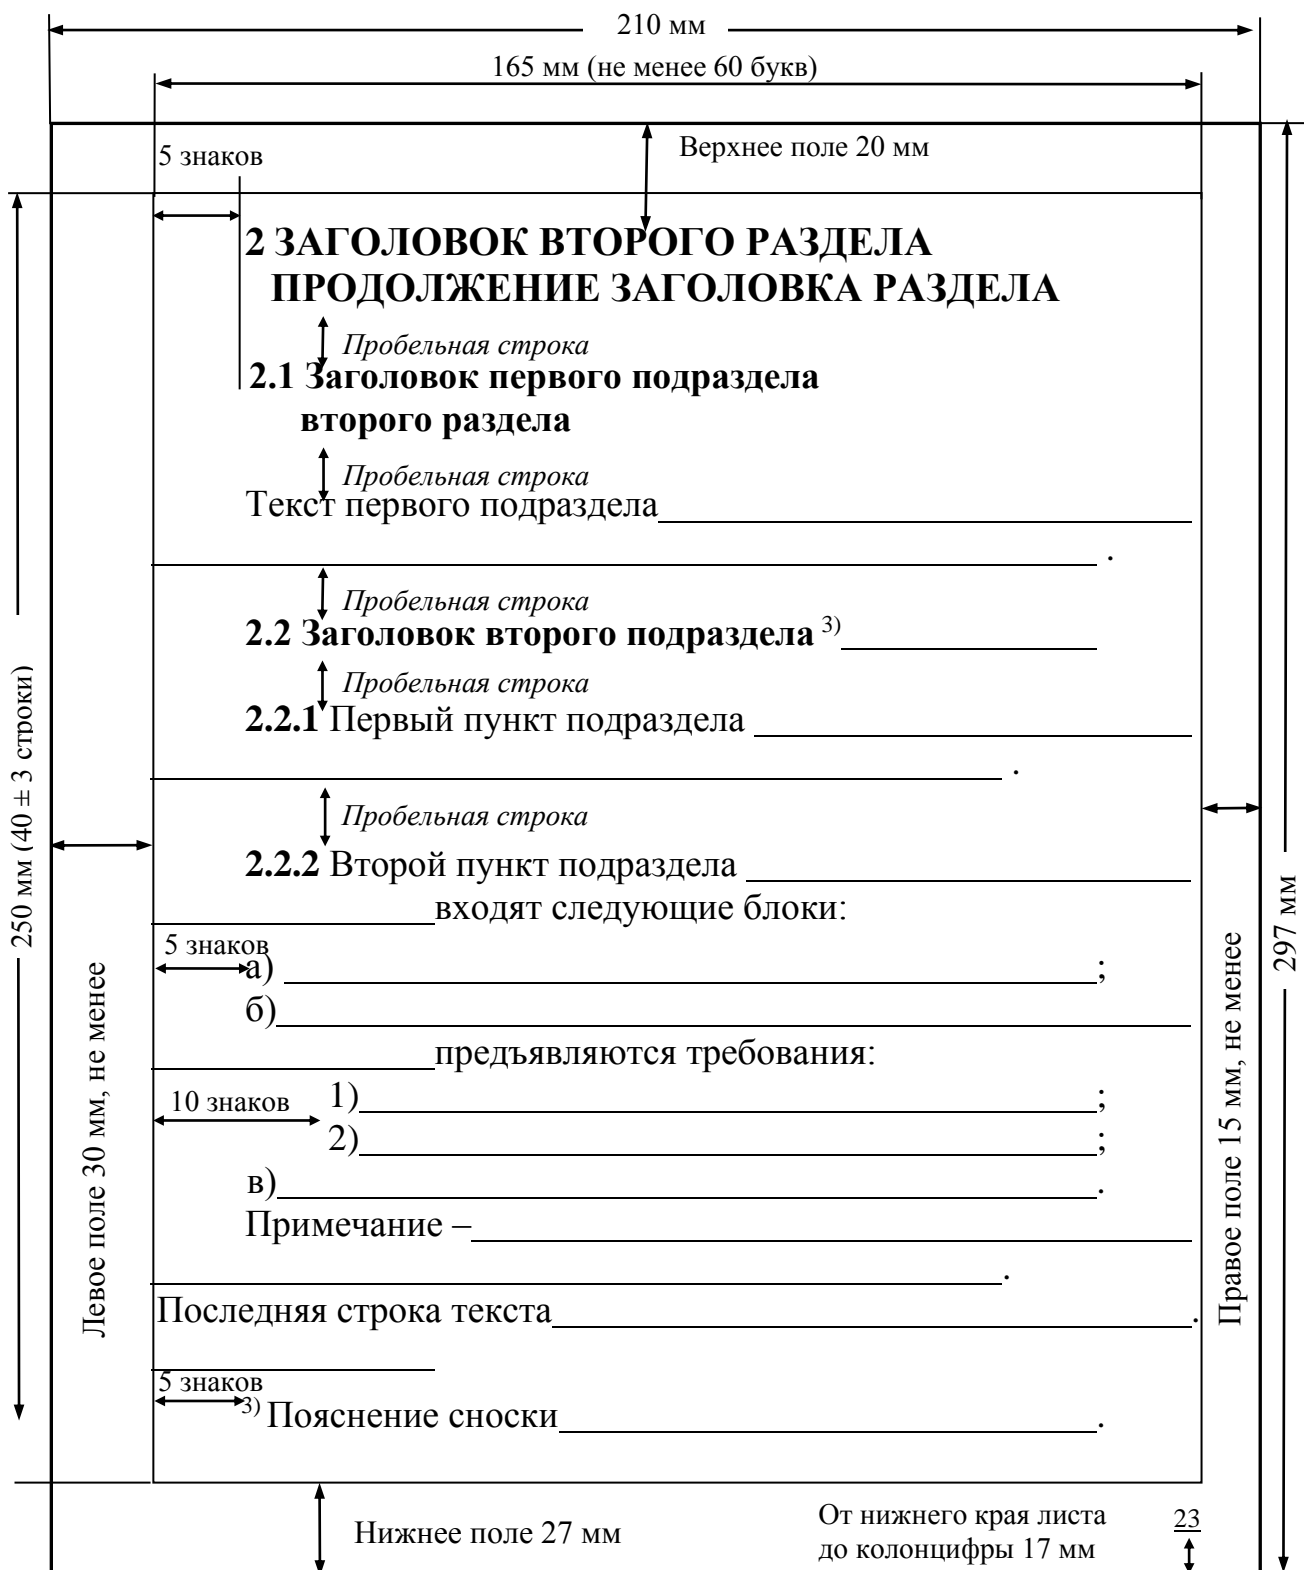 210 мм
165 мм (не менее 60 букв)
Верхнее поле 20 мм
5 знаков
2 ЗАГОЛОВОК ВТОРОГО РАЗДЕЛА
ПРОДОЛЖЕНИЕ ЗАГОЛОВКА РАЗДЕЛА
Пробельная строка
2.1 Заголовок первого подраздела
второго раздела
Пробельная строка
Текст первого подраздела
.
Пробельная строка
2.2 Заголовок второго подраздела 3)
Пробельная строка
2.2.1 Первый пункт подраздела
.
Пробельная строка
2.2.2 Второй пункт подраздела
входят следующие блоки:
5 знаков
а) ;
б)
предъявляются требования:
10 знаков
1) ;
2) ;
в) .
Примечание –
.
Последняя строка текста .
5 знаков
3) Пояснение сноски .
250 мм (40 ± 3 строки)
Левое поле 30 мм, не менее
Правое поле 15 мм, не менее
297 мм
Нижнее поле 27 мм
От нижнего края листа
до колонцифры 17 мм
23